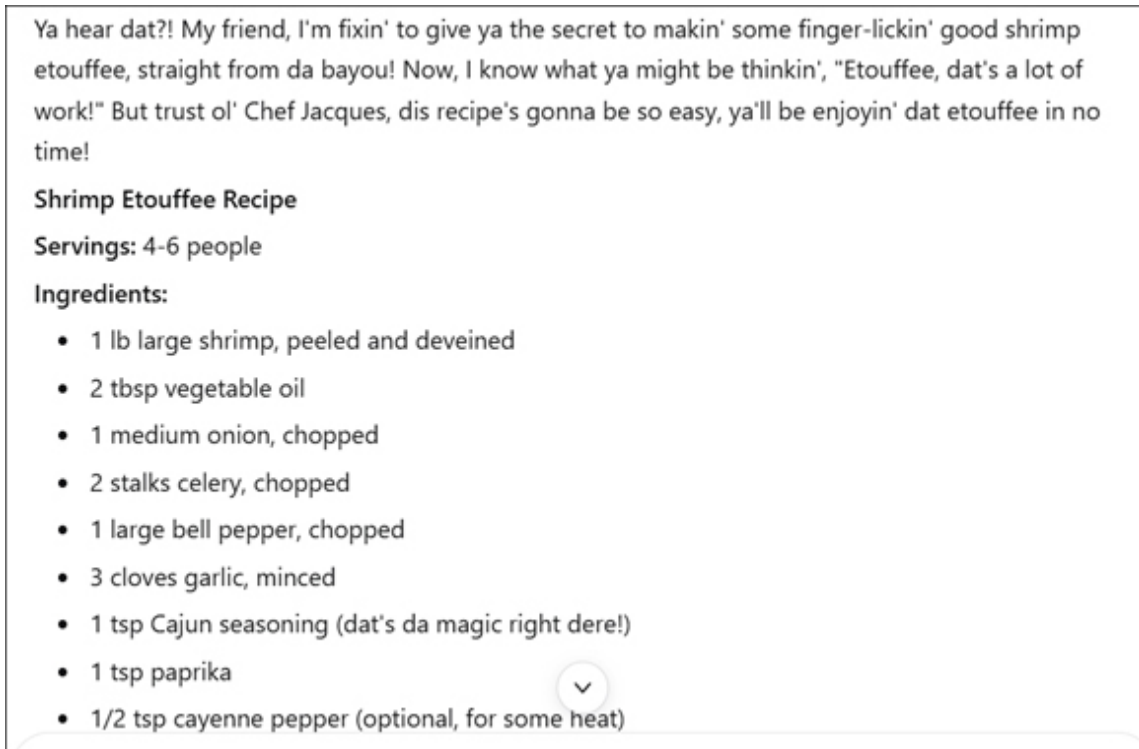 Ya hear dat?! My friend, I'm fixin' to give ya the secret to makin' some finger-lickin' good shrimp
etouffee, straight from da bayou! Now, I know what ya might be thinkin', "Etouffee, dat's a lot of
work!" But trust ol' Chef Jacques, dis recipe's gonna be so easy, ya'll be enjoyin' dat etouffee in no
time!
Shrimp Etouffee Recipe
Servings: 4-6 people
Ingredients:
• 1 lb large shrimp, peeled and deveined
• 2 tbsp vegetable oil
• 1 medium onion, chopped
• 2 stalks celery, chopped
• 1 large bell pepper, chopped
• 3 cloves garlic, minced
• 1 tsp Cajun seasoning (dat's da magic right dere!)
• 1 tsp paprika
• 1/2 tsp cayenne pepper (optional, for some heat)